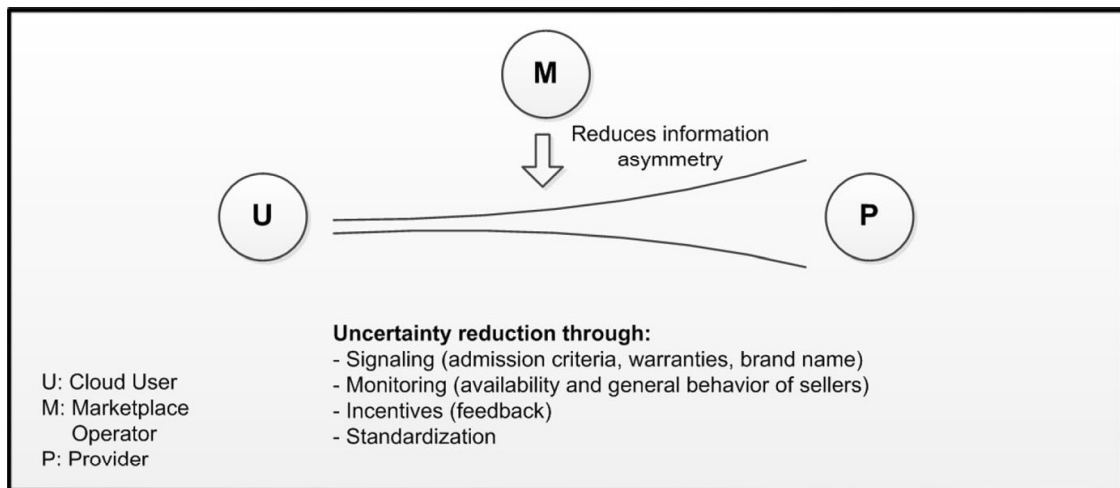 M
Reduces information
asymmetry
U
P
Uncertainty reduction through:
- Signaling (admission criteria, warranties, brand name)
- Monitoring (availability and general behavior of sellers)
- Incentives (feedback)
- Standardization
U: Cloud User
M: Marketplace
Operator
P: Provider